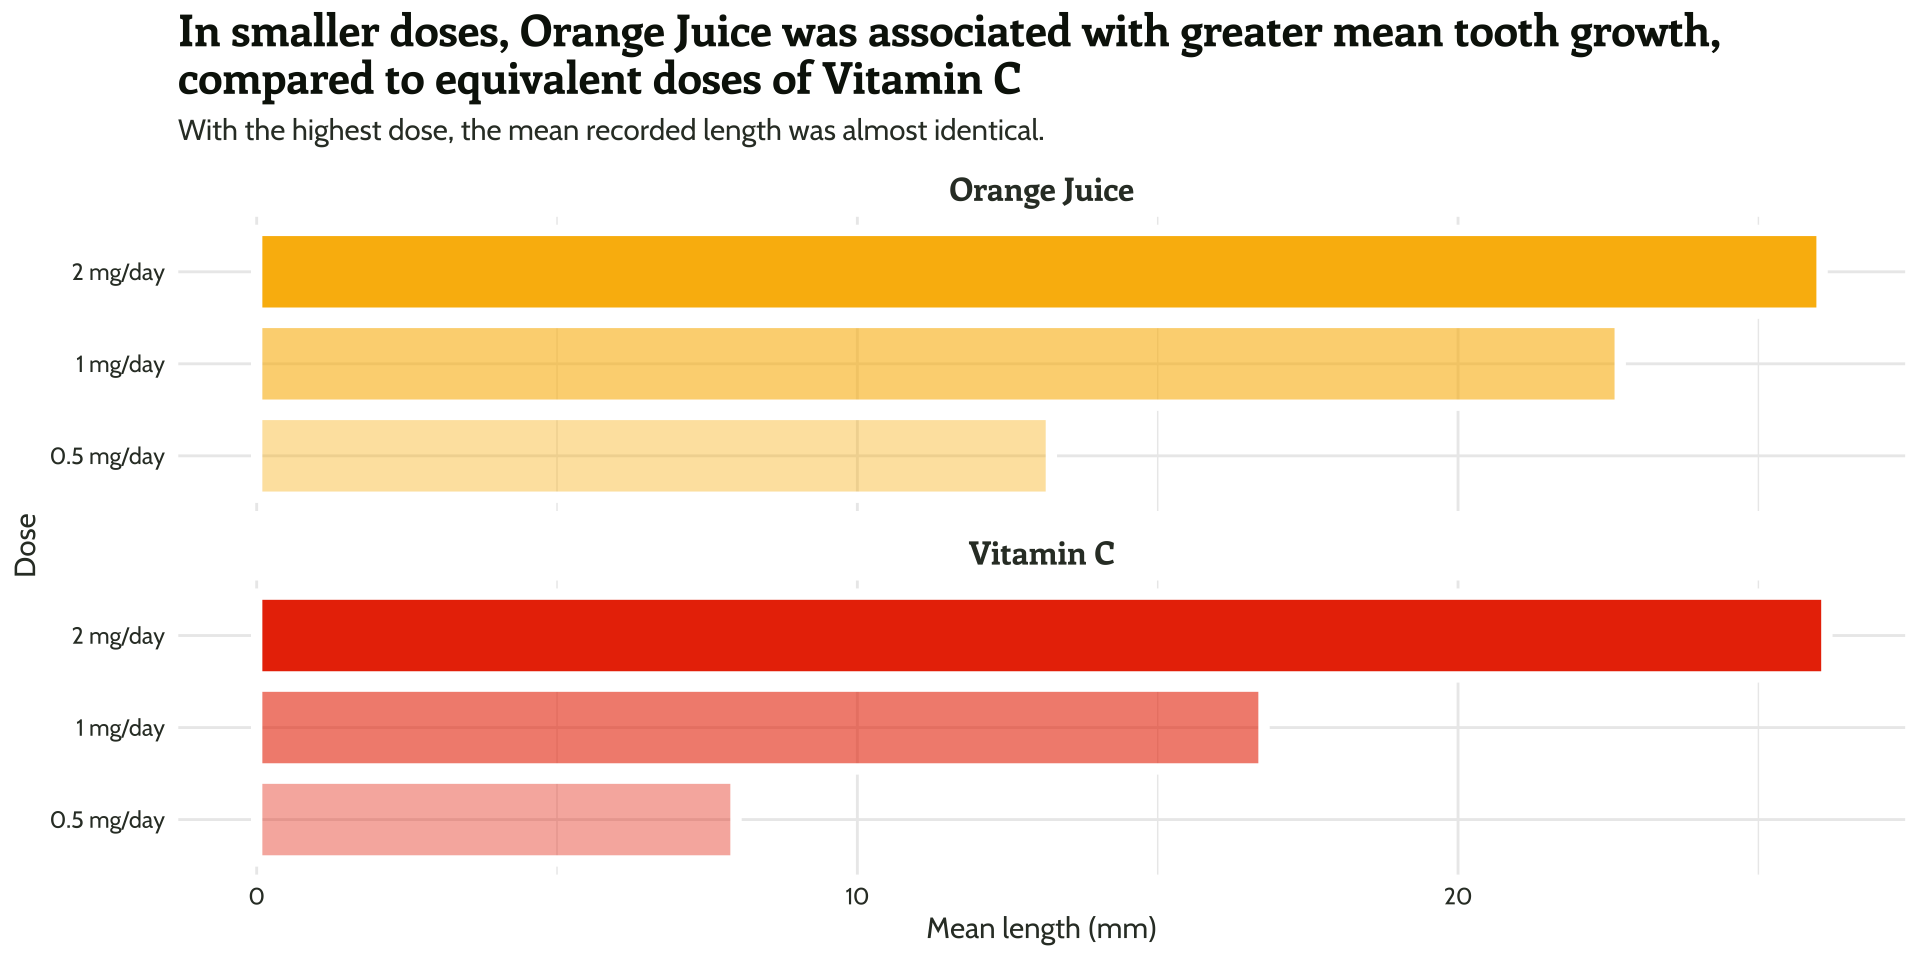 In smaller doses, Orange Juice was associated with greater mean tooth growth,
compared to equivalent doses of Vitamin C
With the highest dose, the mean recorded length was almost identical.
Orange Juice
2 mg/day
1 mg/day
0.5 mg/day
Dose
Vitamin C
2 mg/day
1 mg/day
0.5 mg/day
0 10 20
Mean length (mm)